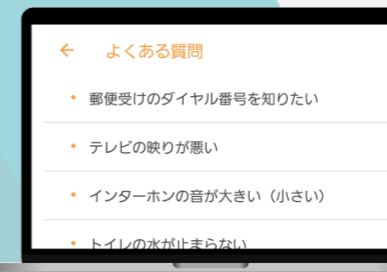 ← よくある質問
• 郵便受けのダイヤル番号を知りたい
• テレビの映りが悪い
• インターホンの音が大きい（小さい）
• トイレの水が止まらない